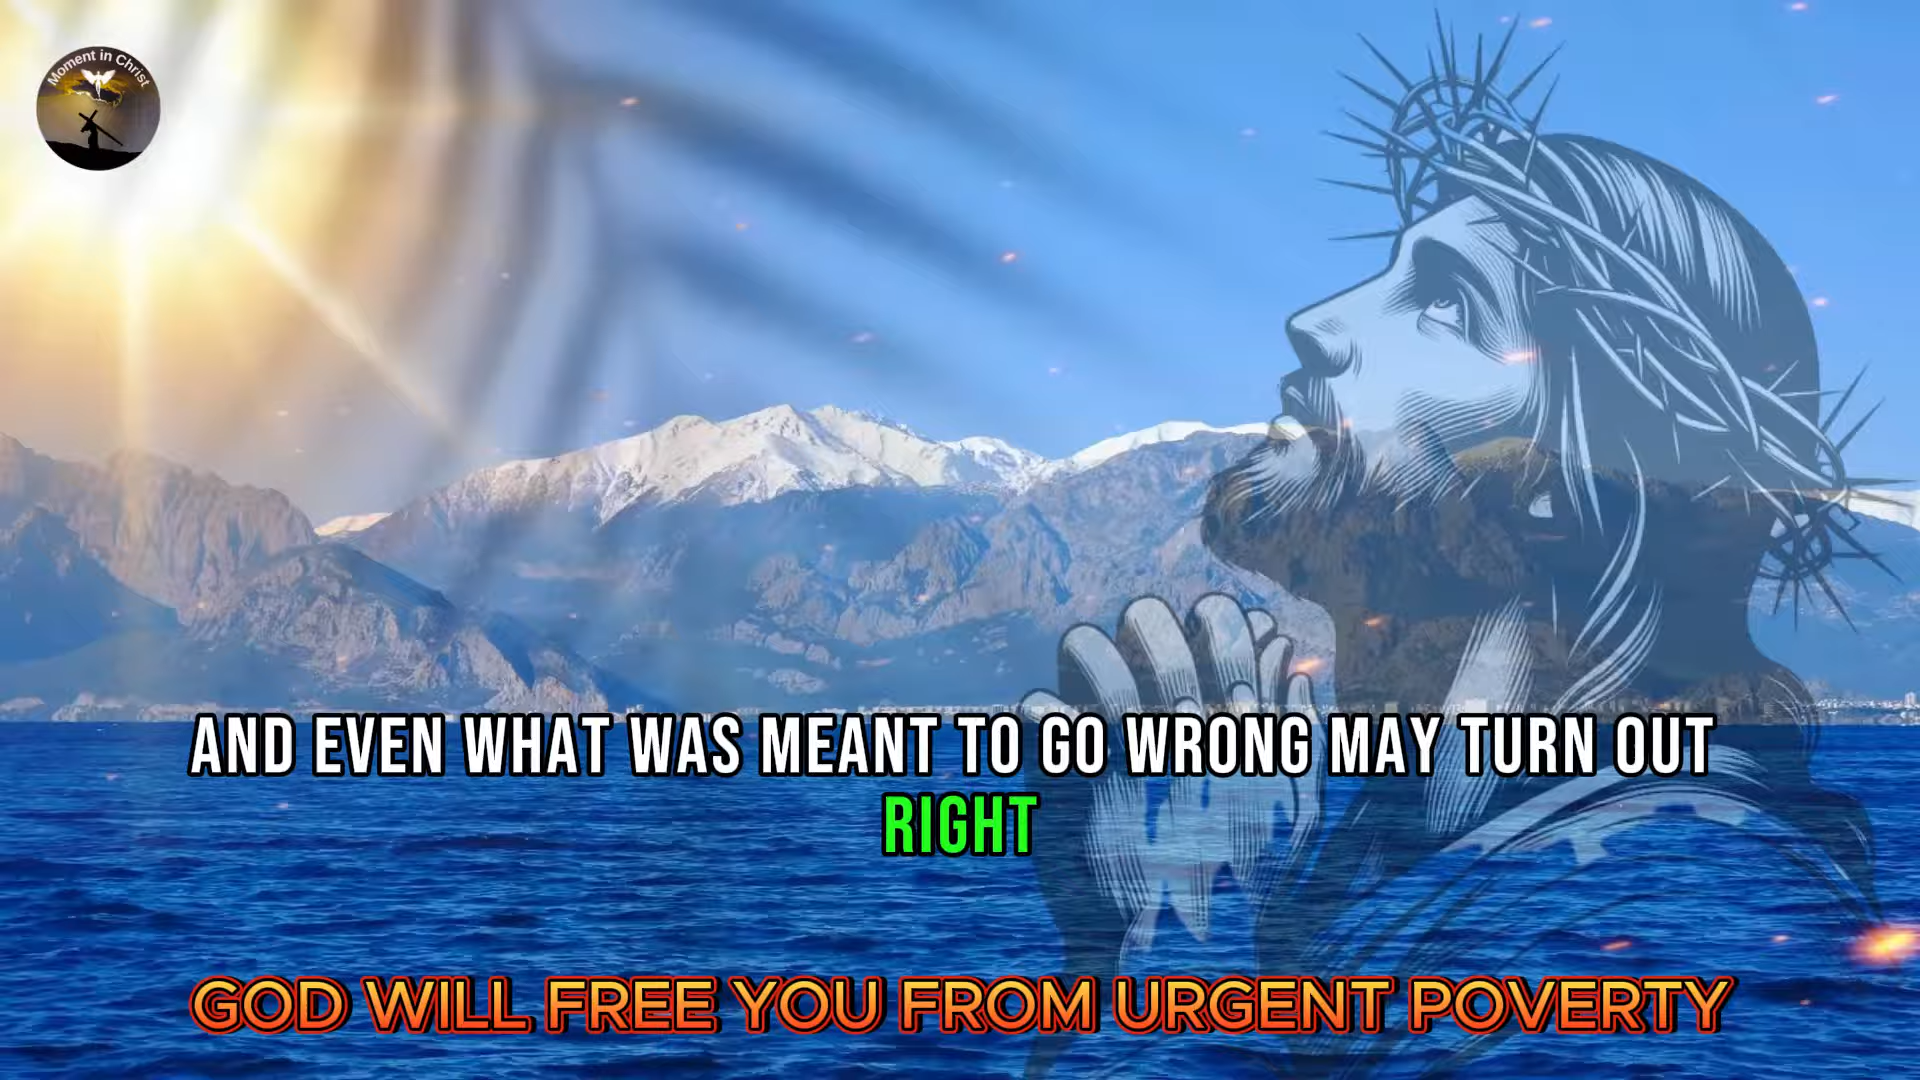 Moment in Christ
AND EVEN WHAT WAS MEANT TO GO WRONG MAY TURN OUT
RIGHT
GOD WILL FREE YOU FROM URGENT POVERTY